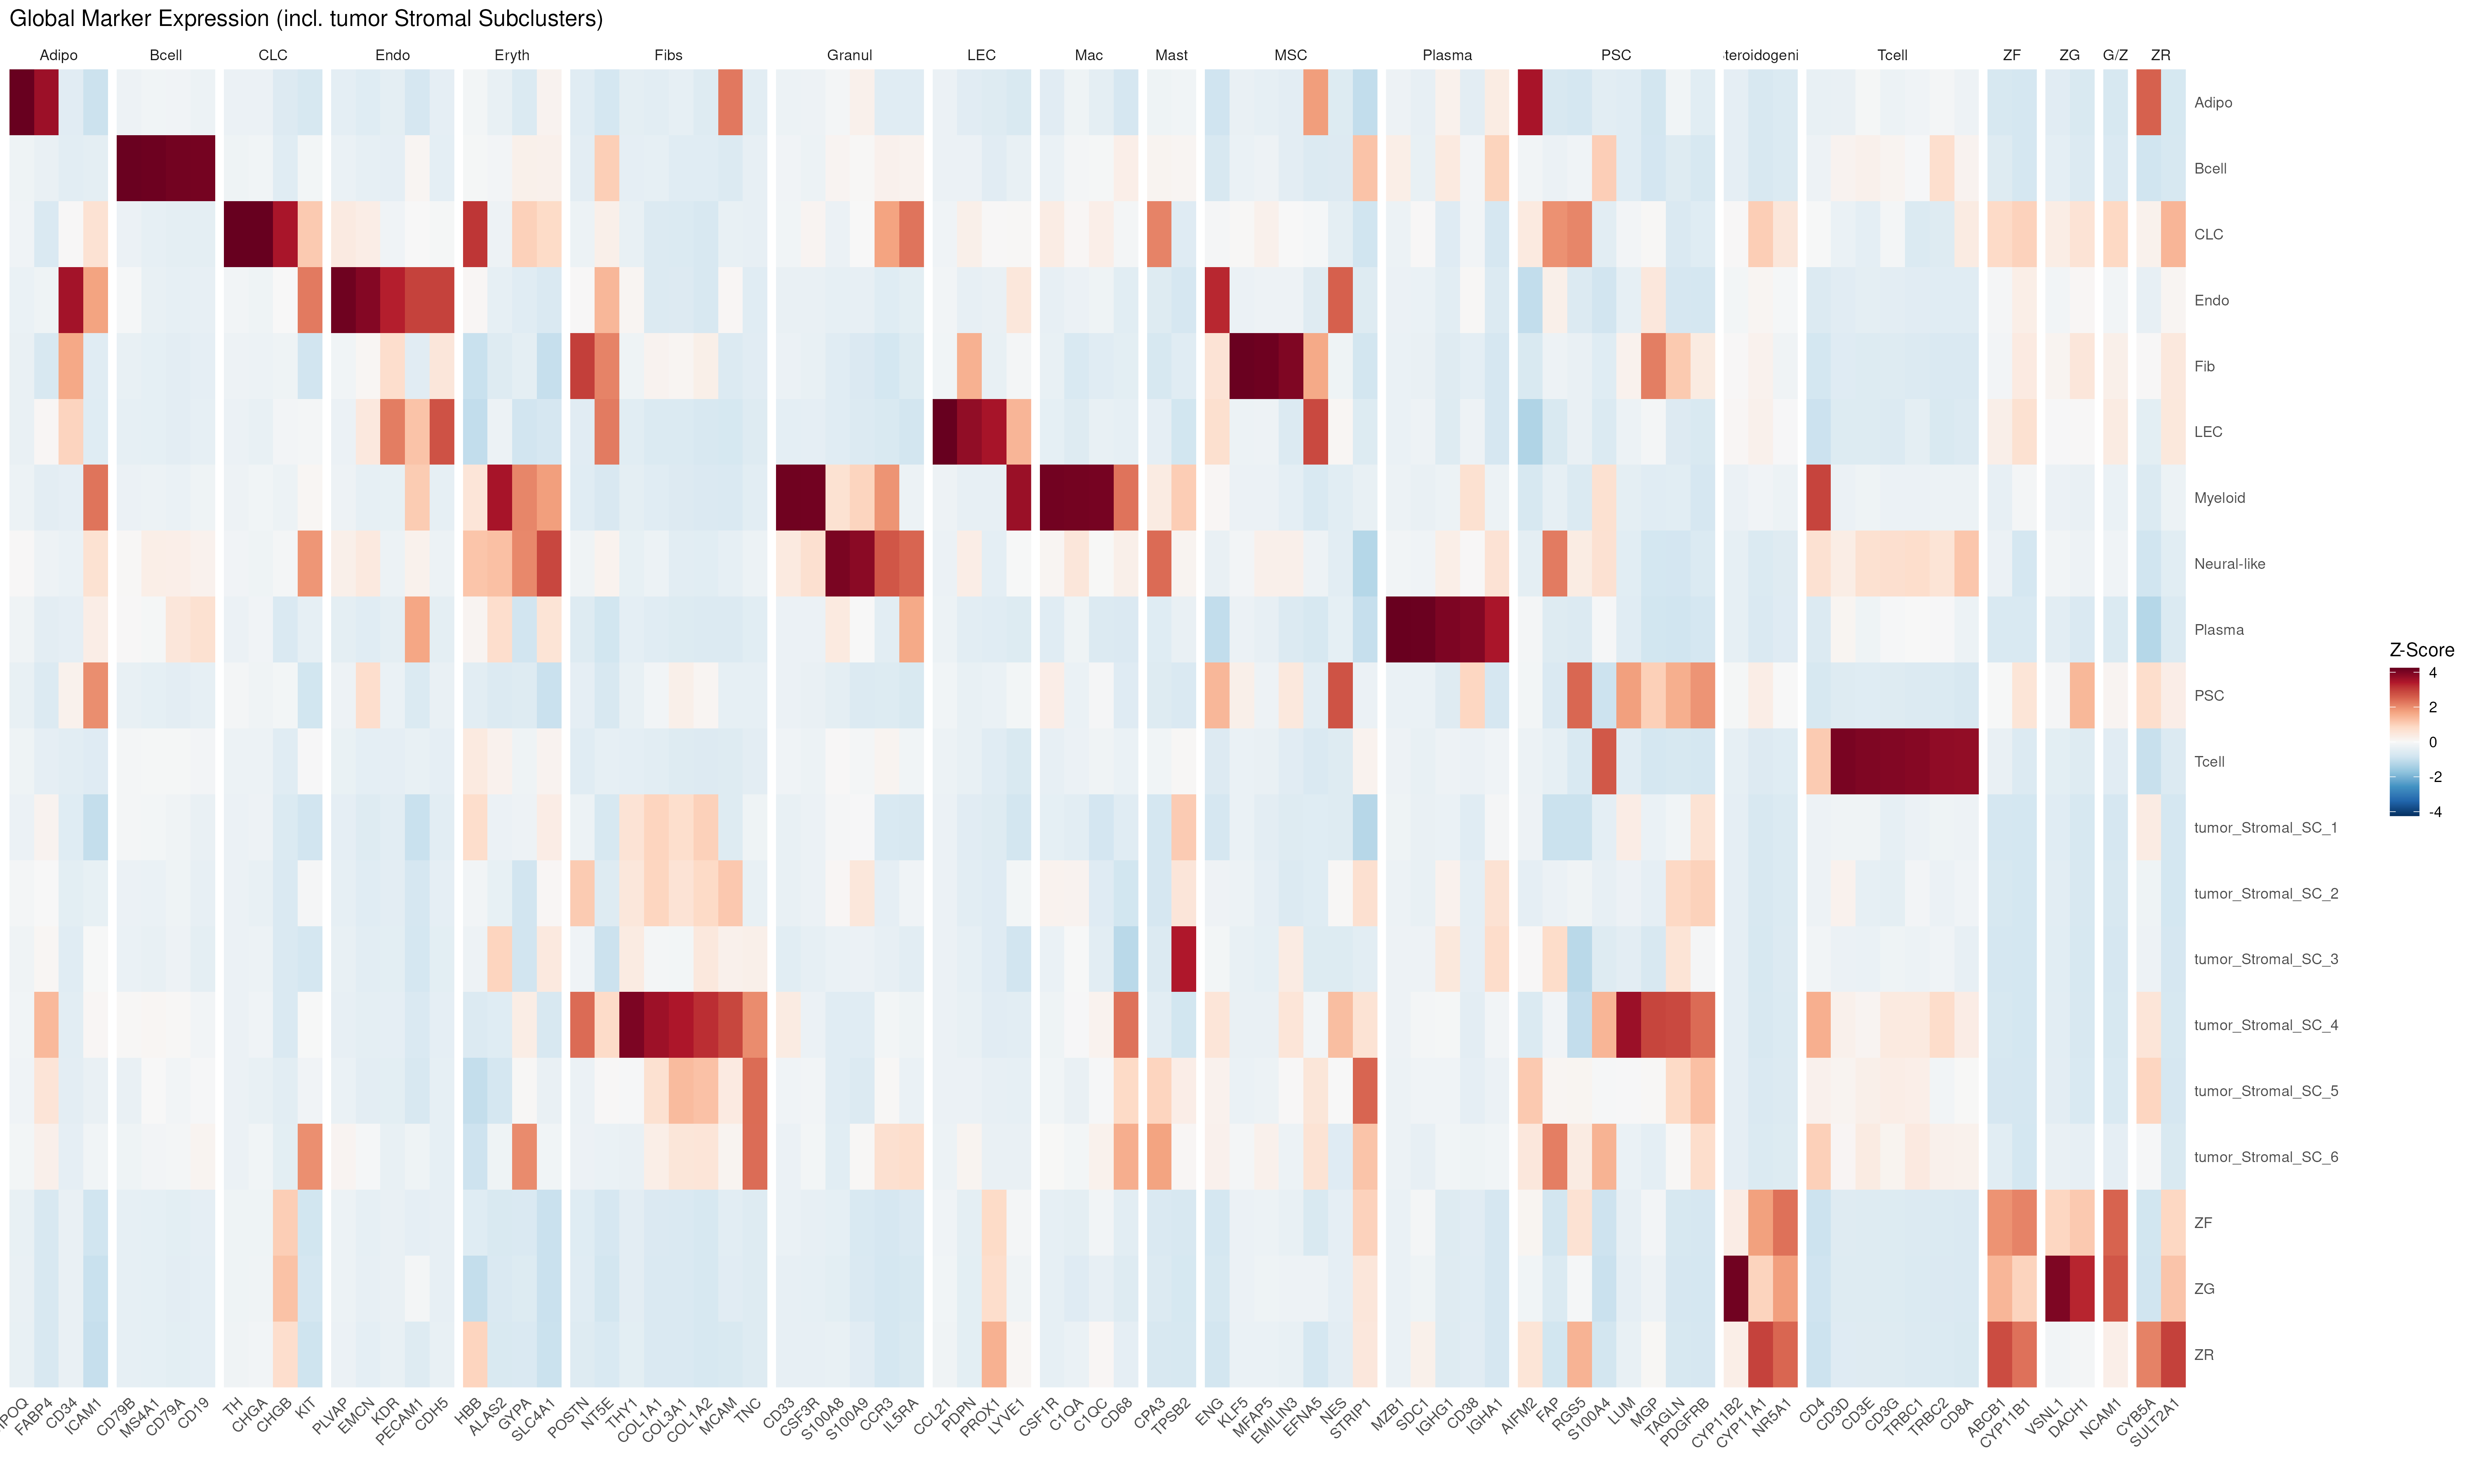 Global Marker Expression (incl. tumor Stromal Subclusters)
Adipo Bcell CLC Endo Eryth Fibs Granul LEC Mac Mast MSC Plasma PSC teroidogeni Tcell ZF ZG G/Z ZR
Adipo
Bcell
CLC
Endo
Fib
LEC
Myeloid
Neural-like
Plasma
PSC
Tcell
tumor_Stromal_SC_1
tumor_Stromal_SC_2
tumor_Stromal_SC_3
tumor_Stromal_SC_4
tumor_Stromal_SC_5
tumor_Stromal_SC_6
ZF
ZG
ZR
Z-Score
4
2
0
-2
-4
IPOQ FABP4 CD34 ICAM1 CD79B MS4A1 CD79A CD19 TH CHGA CHGB KIT PLVAP EMCN KDR PECAM1 CDH5 HBB ALAS2 GYPA SLC4A1 POSTN NT5E THY1 COL1A1 COL3A1 COL1A2 MCAM TNC CD33 CSF3R S100A8 S100A9 CCR3 IL5RA CCL21 PDPN PROX1 LYVE1 CSF1R C1QA C1QC CD68 CPA3 TPSB2 ENG KLF5 MFAP5 EMILIN3 EFNA5 NES STRIP1 MZB1 SDC1 IGHG1 CD38 IGHA1 AIFM2 FAP RGS5 S100A4 LUM MGP TAGLN PDGFRB CYP11B2 CYP11A1 NR5A1 CD4 CD3D CD3E CD3G TRBC1 TRBC2 CD8A ABCB1 CYP11B1 VSNL1 DACH1 NCAM1 CYB5A SULT2A1